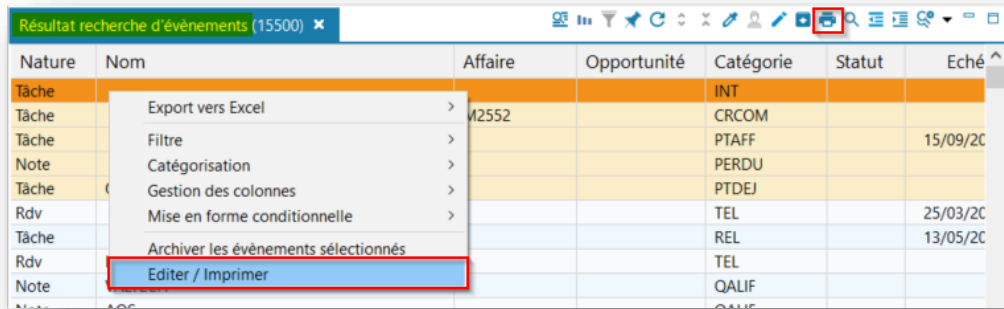 Résultat recherche d'évènements (15500)
Nature Nom Affaire Opportunité Catégorie Statut Eché
Tâche INT
Tâche M2552 CRCOM
Tâche PTAFF 15/09/20
Note PERDU
Tâche PTDEJ
Rdv TEL 25/03/20
Tâche REL 13/05/20
Rdv TEL
Note QALIF
Export vers Excel
Filtre
Catégorisation
Gestion des colonnes
Mise en forme conditionnelle
Archiver les évènements sélectionnés
Editer / Imprimer